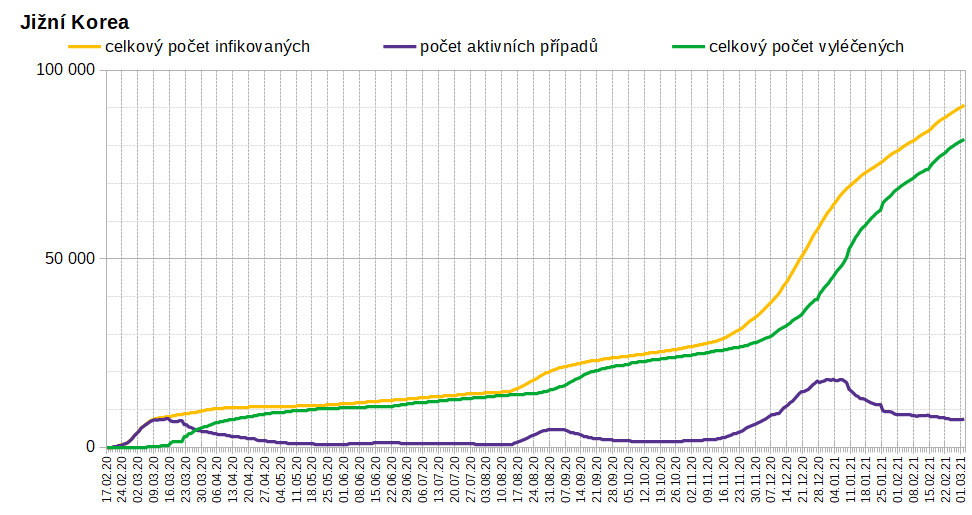 Jižní Korea
celkový počet infikovaných počet aktivních případů celkový počet vyléčených
100 000
50 000
0
17.02.20 24.02.20 02.03.20 09.03.20 16.03.20 23.03.20 30.03.20 06.04.20 13.04.20 20.04.20 27.04.20 04.05.20 11.05.20 18.05.20 25.05.20 01.06.20 08.06.20 15.06.20 22.06.20 29.06.20 06.07.20 13.07.20 20.07.20 27.07.20 03.08.20 10.08.20 17.08.20 24.08.20 31.08.20 07.09.20 14.09.20 21.09.20 28.09.20 05.10.20 12.10.20 19.10.20 26.10.20 02.11.20 09.11.20 16.11.20 23.11.20 30.11.20 07.12.20 14.12.20 21.12.20 28.12.20 04.01.21 11.01.21 18.01.21 25.01.21 01.02.21 08.02.21 15.02.21 22.02.21 01.03.21